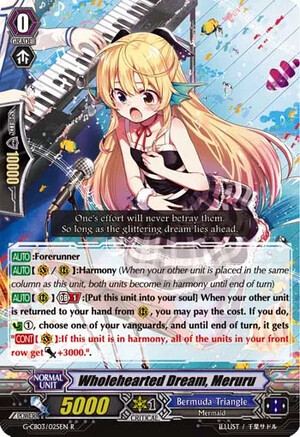 0
GRADE
10000
SHIELD
One's effort will never betray them.
So long as the glittering dream lies ahead.
AUTO:Forerunner
AUTO [ / ]:Harmony (When your other unit is placed in the same
column as this unit, both units become in harmony until end of turn)
AUTO [ ] GB 1 :[Put this unit into your soul] When your other unit
is returned to your hand from , you may pay the cost. If you do,
, choose one of your vanguards, and until end of turn, it gets
"CONT [ ]:If this unit is in harmony, all of the units in your
front row get +3000.".
NORMAL UNIT
Wholehearted Dream, Meruru
POWER
5000
1
Bermuda Triangle
Mermaid
G-CB03/025EN R
ILLUST / 千葉サドル